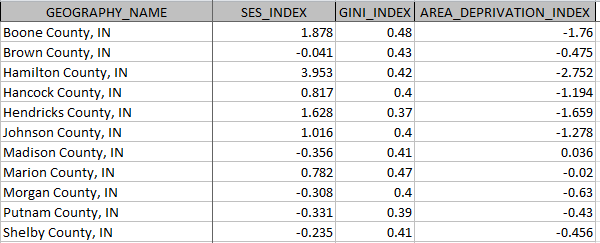 GEOGRAPHY_NAME SES_INDEX GINI_INDEX AREA_DEPRIVATION_INDEX
Boone County, IN 1.878 0.48 -1.76
Brown County, IN -0.041 0.43 -0.475
Hamilton County, IN 3.953 0.42 -2.752
Hancock County, IN 0.817 0.4 -1.194
Hendricks County, IN 1.628 0.37 -1.659
Johnson County, IN 1.016 0.4 -1.278
Madison County, IN -0.356 0.41 0.036
Marion County, IN 0.782 0.47 -0.02
Morgan County, IN -0.308 0.4 -0.63
Putnam County, IN -0.331 0.39 -0.43
Shelby County, IN -0.235 0.41 -0.456